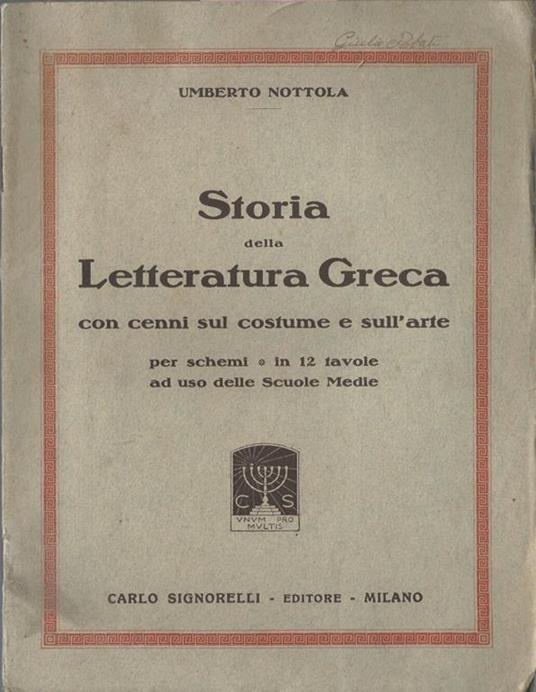 UMBERTO NOTTOLA
Storia
della
Letteratura Greca
con cenni sul costume e sull'arte
per schemi * in 12 tavole
ad uso delle Scuole Medie
C S
VNVM PRO
MVLTIS
CARLO SIGNORELLI - EDITORE - MILANO